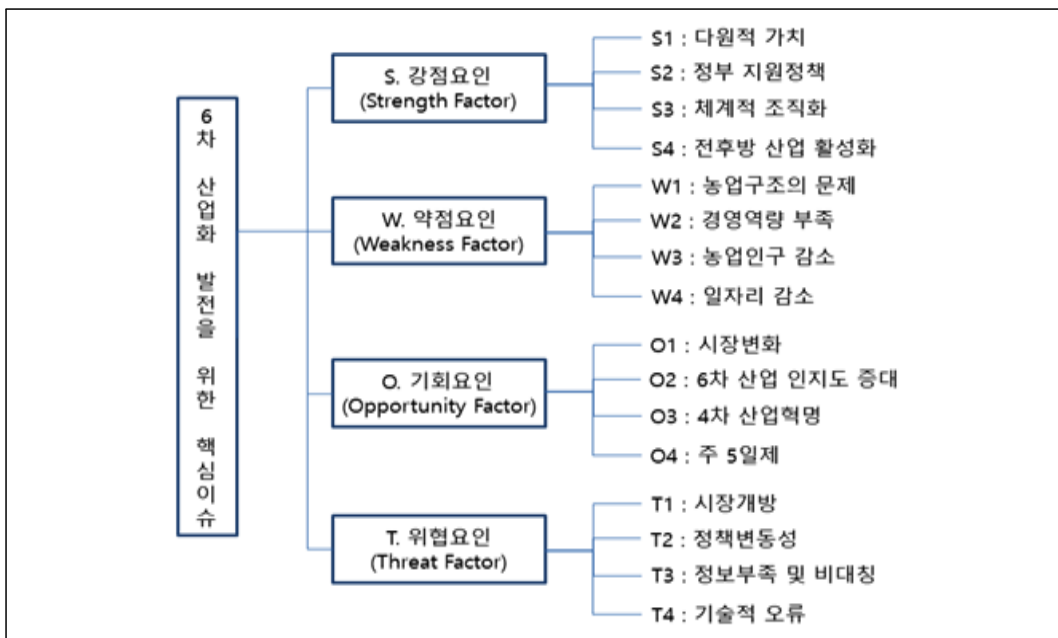 6차 산업화 발전을 위한 핵심이슈
S. 강점요인
(Strength Factor)
S1 : 다원적 가치
S2 : 정부 지원정책
S3 : 체계적 조직화
S4 : 전후방 산업 활성화
W. 약점요인
(Weakness Factor)
W1 : 농업구조의 문제
W2 : 경영역량 부족
W3 : 농업인구 감소
W4 : 일자리 감소
O. 기회요인
(Opportunity Factor)
O1 : 시장변화
O2 : 6차 산업 인지도 증대
O3 : 4차 산업혁명
O4 : 주 5일제
T. 위협요인
(Threat Factor)
T1 : 시장개방
T2 : 정책변동성
T3 : 정보부족 및 비대칭
T4 : 기술적 오류